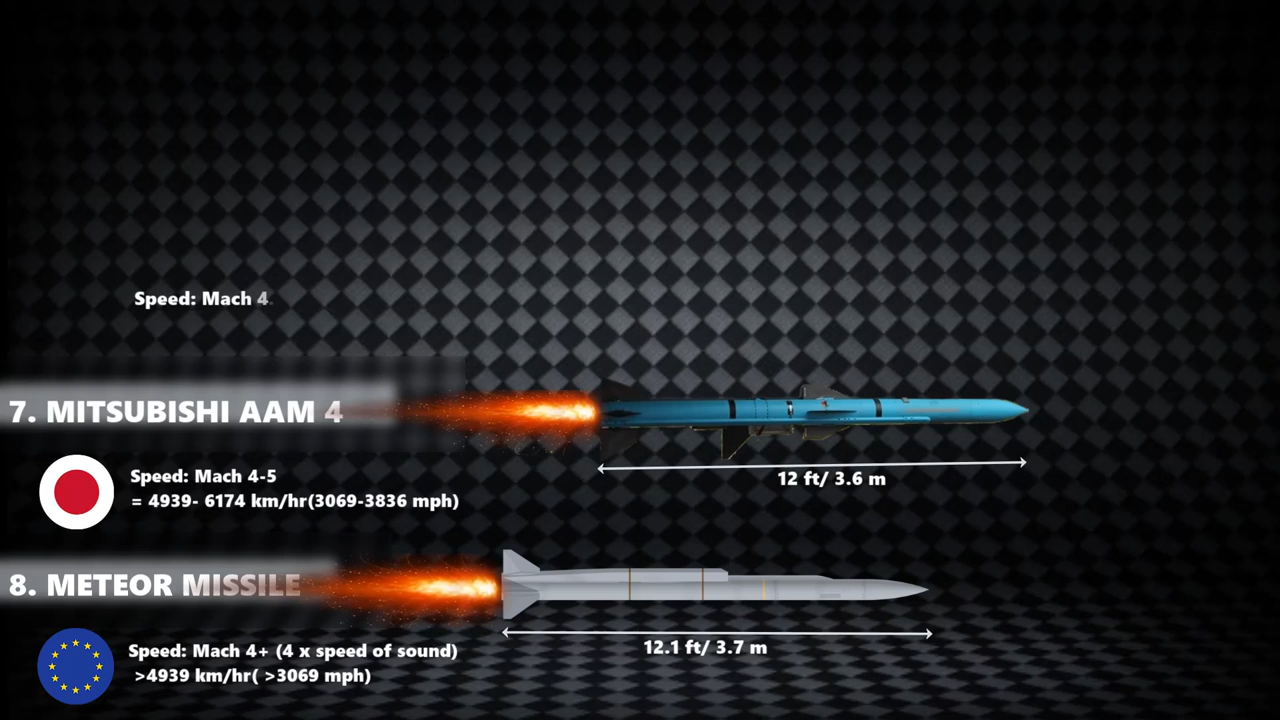 Speed: Mach 4
7. MITSUBISHI AAM 4
Speed: Mach 4-5
= 4939- 6174 km/hr(3069-3836 mph)
12 ft/ 3.6 m
8. METEOR MISSILE
Speed: Mach 4+ (4 x speed of sound)
>4939 km/hr( >3069 mph)
12.1 ft/ 3.7 m